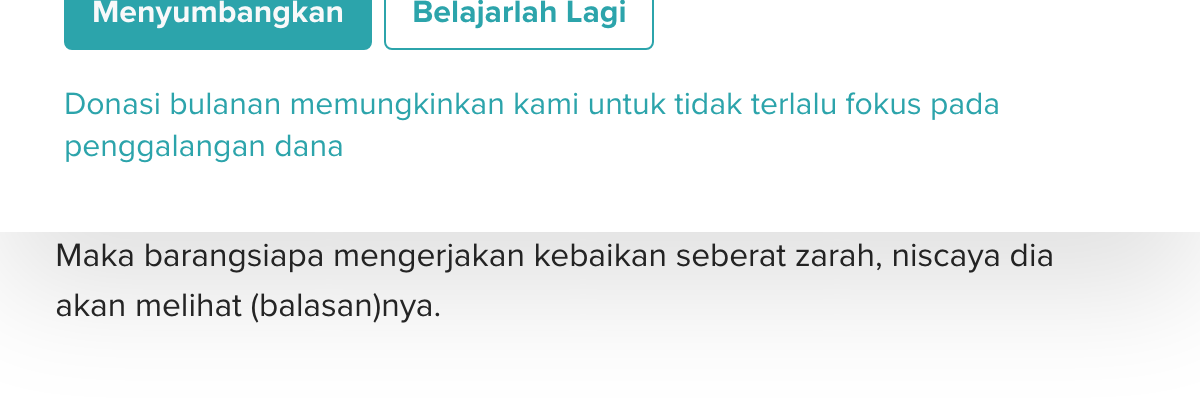 Menyumbangkan
Belajarlah Lagi
Donasi bulanan memungkinkan kami untuk tidak terlalu fokus pada
penggalangan dana
Maka barangsiapa mengerjakan kebaikan seberat zarah, niscaya dia
akan melihat (balasan)nya.